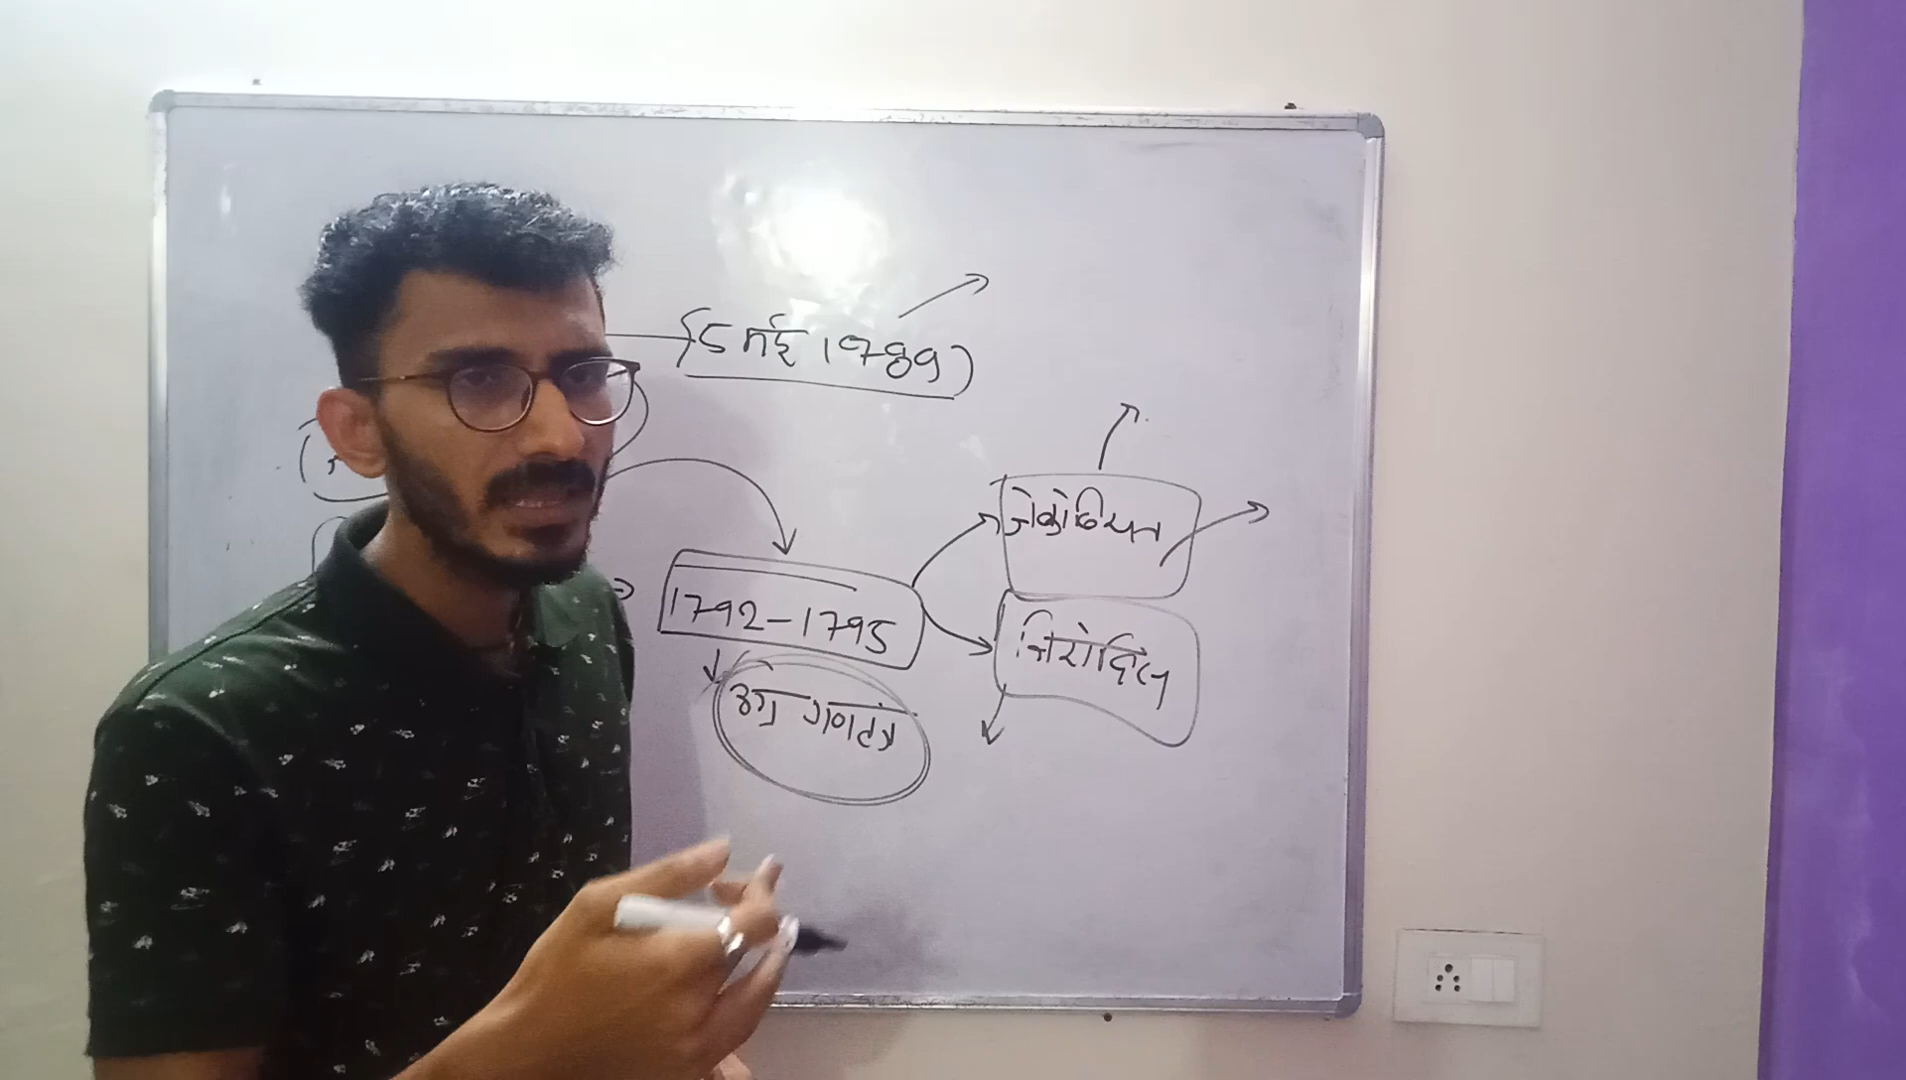 (5 मई 1789)
जेकोबियन
1792-1795
जिरोंदिस्त
उग्र गणतंत्र